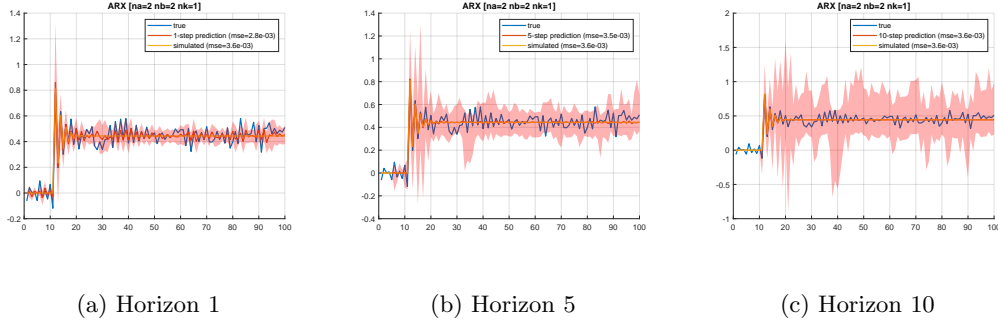 ARX [na=2 nb=2 nk=1]
true
1-step prediction (mse=2.8e-03)
simulated (mse=3.6e-03)
1.4
1.2
1
0.8
0.6
0.4
0.2
0
-0.2
0 10 20 30 40 50 60 70 80 90 100
(a) Horizon 1
ARX [na=2 nb=2 nk=1]
true
5-step prediction (mse=3.5e-03)
simulated (mse=3.6e-03)
1.4
1.2
1
0.8
0.6
0.4
0.2
0
-0.2
-0.4
0 10 20 30 40 50 60 70 80 90 100
(b) Horizon 5
ARX [na=2 nb=2 nk=1]
true
10-step prediction (mse=3.6e-03)
simulated (mse=3.6e-03)
2
1.5
1
0.5
0
-0.5
-1
0 10 20 30 40 50 60 70 80 90 100
(c) Horizon 10